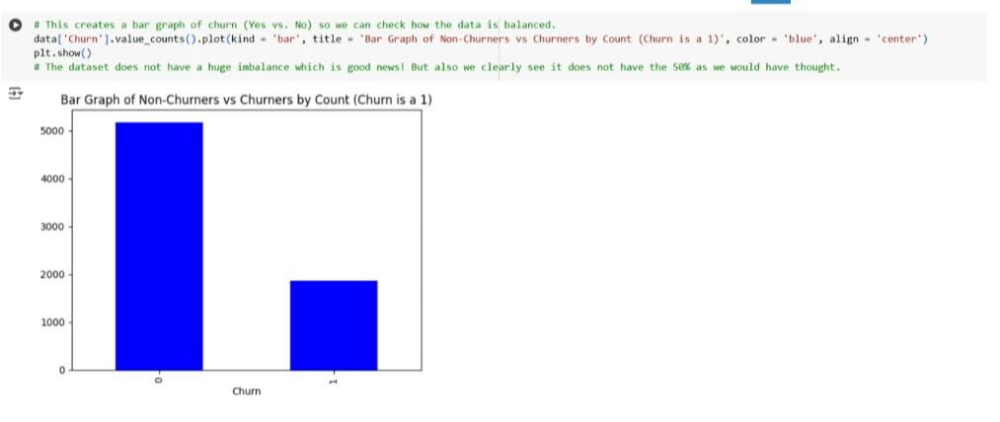 # This creates a bar graph of churn (Yes vs. No) so we can check how the data is balanced.
data['Churn'].value_counts().plot(kind = 'bar', title = 'Bar Graph of Non-Churners vs Churners by Count (Churn is a 1)', color = 'blue', align = 'center')
plt.show()
# The dataset does not have a huge imbalance which is good news! But also we clearly see it does not have the 50% as we would have thought.
Bar Graph of Non-Churners vs Churners by Count (Churn is a 1)
5000
4000
3000
2000
1000
0
0
1
Churn